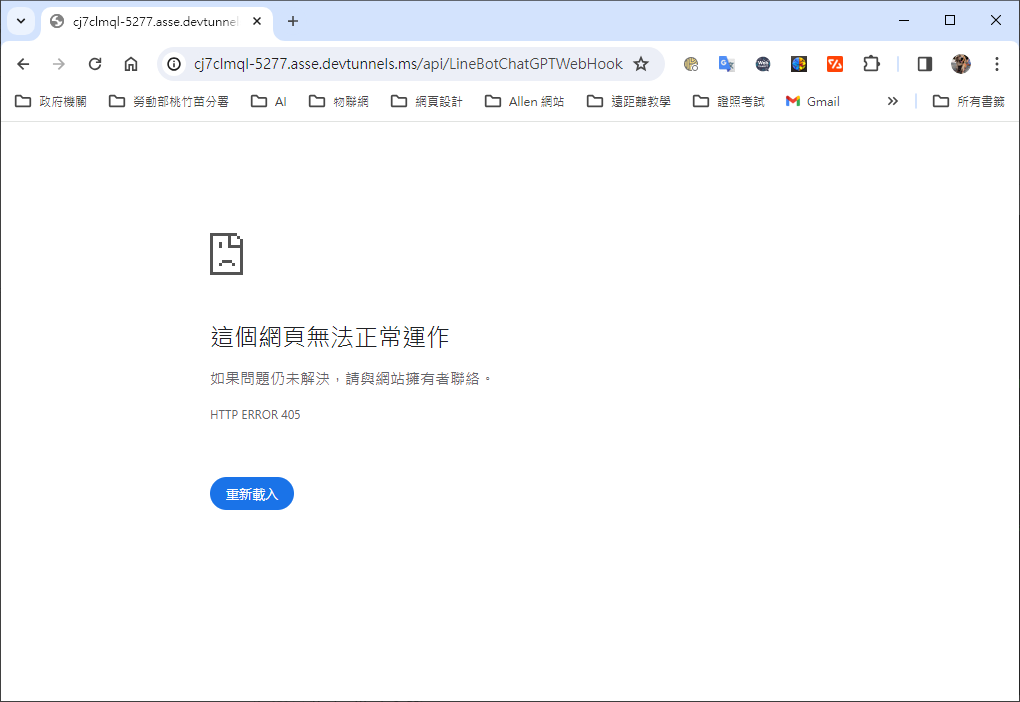 cj7clmql-5277.asse.devtunnel
cj7clmql-5277.asse.devtunnels.ms/api/LineBotChatGPTWebHook
政府機關 勞動部桃竹苗分署 AI 物聯網 網頁設計 Allen 網站 遠距離教學 證照考試 Gmail 所有書籤
這個網頁無法正常運作
如果問題仍未解決，請與網站擁有者聯絡。
HTTP ERROR 405
重新載入